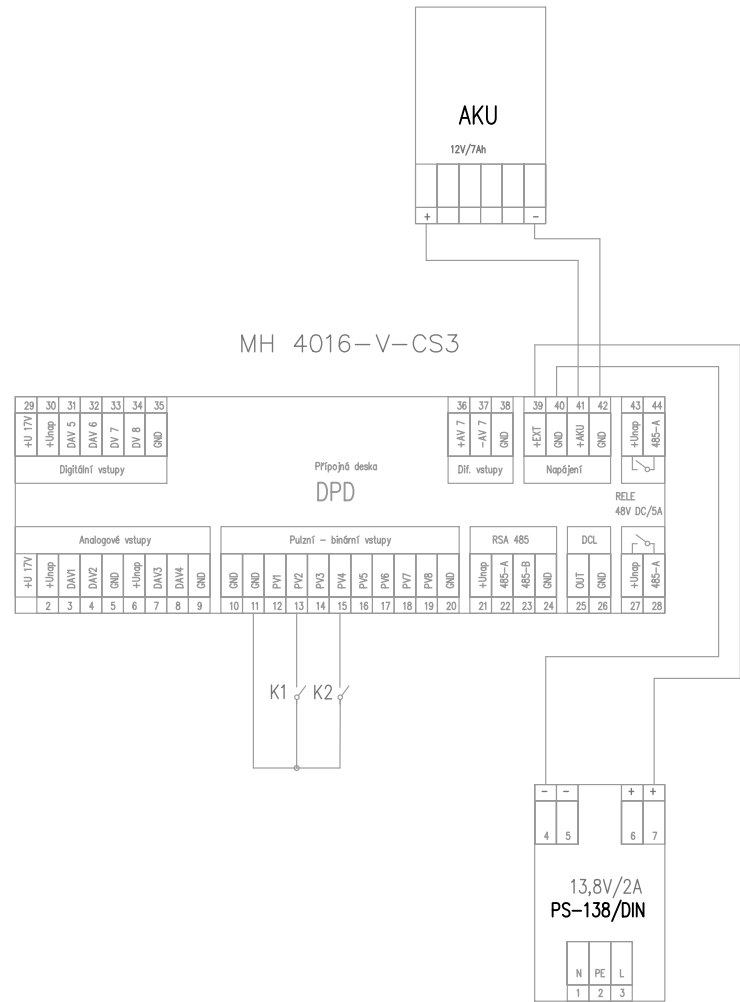 AKU
12V/7Ah
+ -
MH 4016-V-CS3
29 30 31 32 33 34 35
+U 17V +Unap DAV 5 DAV 6 DV 7 DV 8 GND
Digitální vstupy
36 37 38
+AV 7 -AV 7 GND
Dif. vstupy
39 40 41 42
+EXT GND +AKU GND
Napájení
43 44
+Unap 485-A
Přípojná deska
DPD
RELE
48V DC/5A
Analogové vstupy
+U 17V +Unap DAV1 DAV2 GND +Unap DAV3 DAV4 GND
2 3 4 5 6 7 8 9
Pulzní - binární vstupy
GND GND PV1 PV2 PV3 PV4 PV5 PV6 PV7 PV8 GND
10 11 12 13 14 15 16 17 18 19 20
RSA 485
+Unap 485-A 485-B GND
21 22 23 24
DCL
OUT GND
25 26
+Unap 485-A
27 28
K1 K2
- - + +
4 5 6 7
13,8V/2A
PS-138/DIN
N PE L
1 2 3